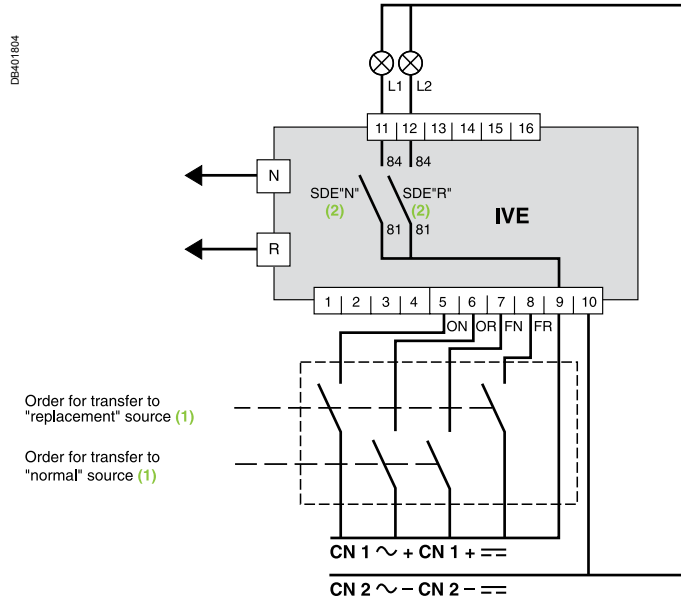 DB401804
L1 L2
11 12 13 14 15 16
84 84
N
SDE"N" SDE"R"
(2) (2)
IVE
81 81
R
1 2 3 4 5 6 7 8 9 10
ON OR FN FR
Order for transfer to
"replacement" source (1)
Order for transfer to
"normal" source (1)
CN 1 ~ + CN 1 + ⎓
CN 2 ~ – CN 2 – ⎓